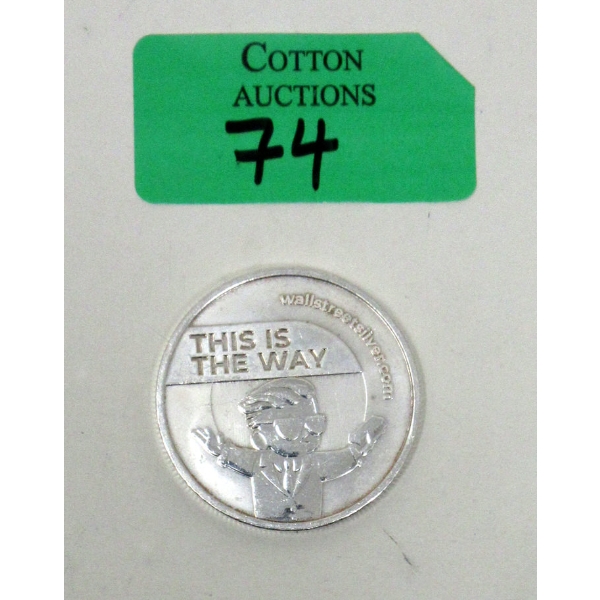 COTTON
AUCTIONS
74
wallstreetsilver.com
THIS IS
THE WAY